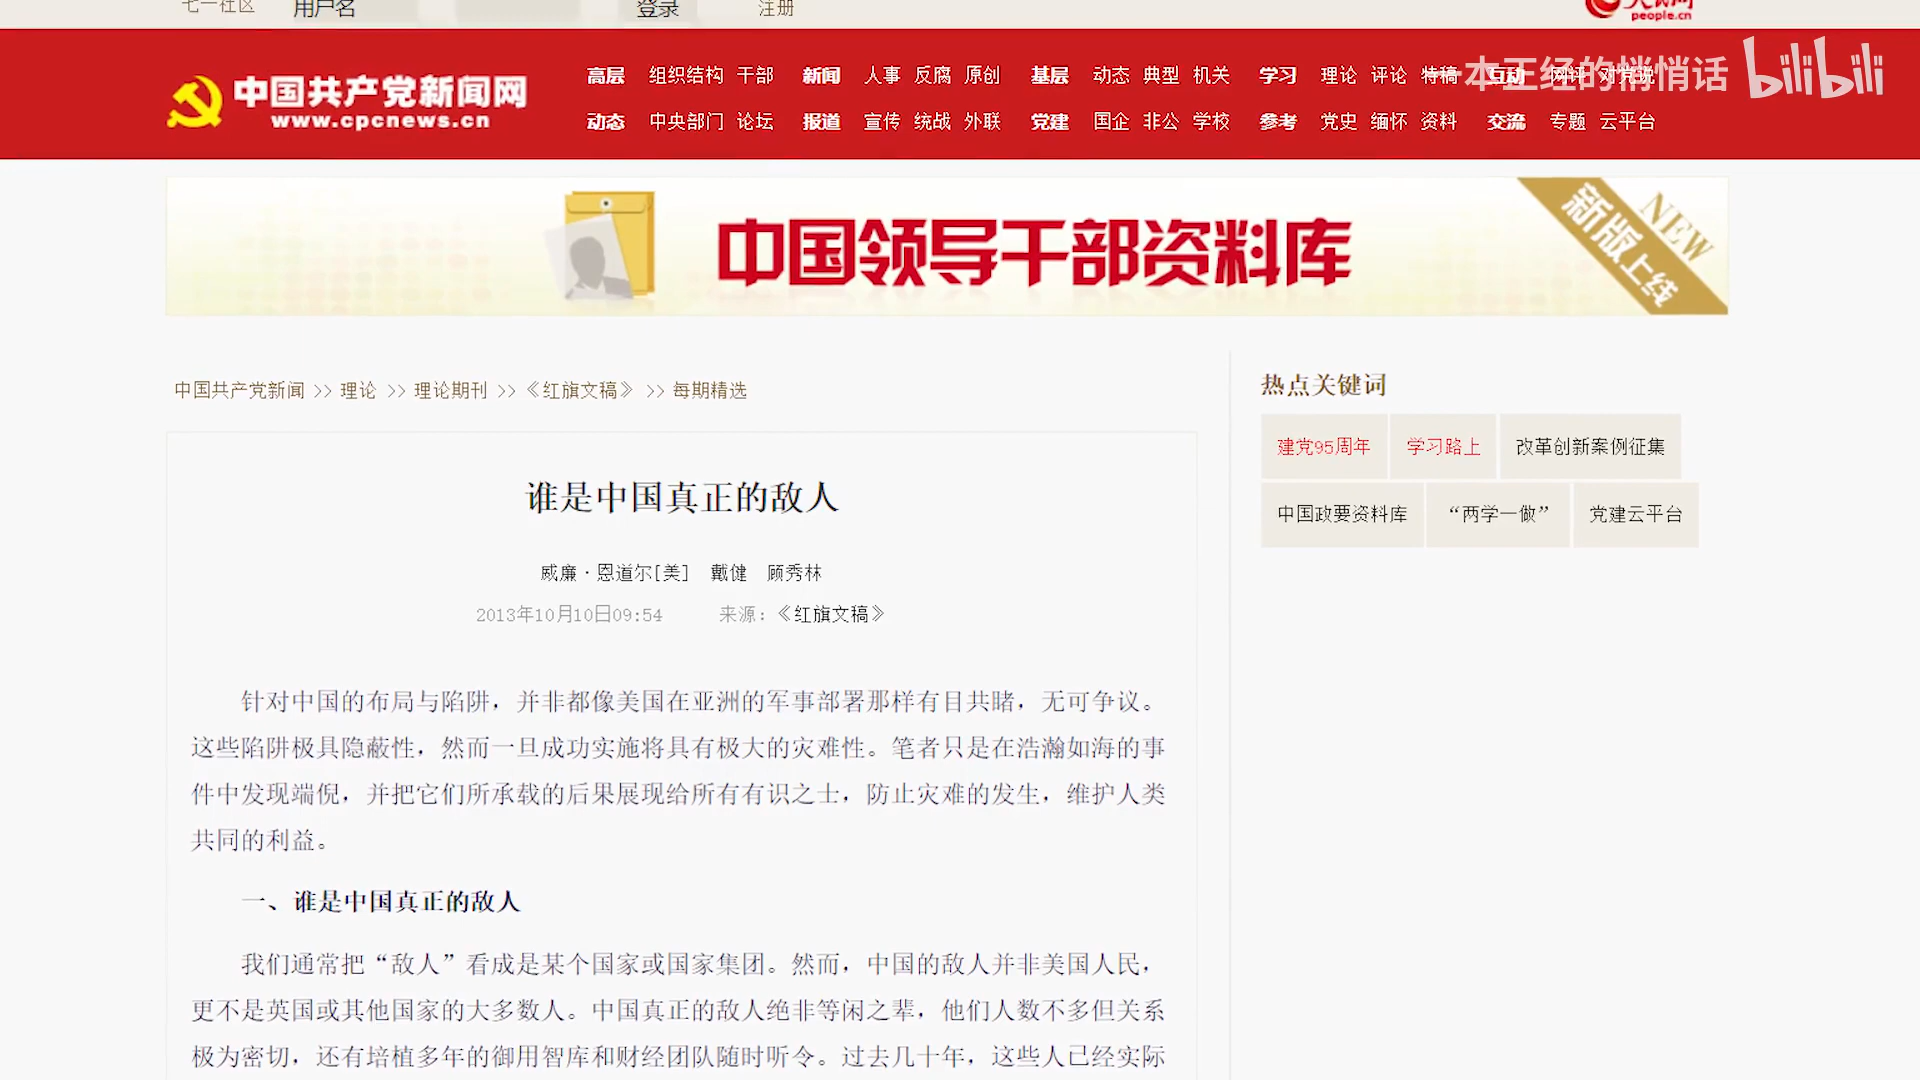 七一社区 用户名 登录 注册
人民网
people.cn
中国共产党新闻网
www.cpcnews.cn
高层 组织结构 干部 新闻 人事 反腐 原创 基层 动态 典型 机关 学习 理论 评论 特稿 互动 网评 对党说
动态 中央部门 论坛 报道 宣传 统战 外联 党建 国企 非公 学校 参考 党史 缅怀 资料 交流 专题 云平台
一本正经的悄悄话 bilibili
中国领导干部资料库
NEW
新版上线
中国共产党新闻 >> 理论 >> 理论期刊 >> 《红旗文稿》 >> 每期精选
谁是中国真正的敌人
威廉·恩道尔[美] 戴健 顾秀林
2013年10月10日09:54 来源：《红旗文稿》
针对中国的布局与陷阱，并非都像美国在亚洲的军事部署那样有目共睹，无可争议。
这些陷阱极具隐蔽性，然而一旦成功实施将具有极大的灾难性。笔者只是在浩瀚如海的事
件中发现端倪，并把它们所承载的后果展现给所有有识之士，防止灾难的发生，维护人类
共同的利益。
一、谁是中国真正的敌人
我们通常把“敌人”看成是某个国家或国家集团。然而，中国的敌人并非美国人民，
更不是英国或其他国家的大多数人。中国真正的敌人绝非等闲之辈，他们人数不多但关系
极为密切，还有培植多年的御用智库和财经团队随时听令。过去几十年，这些人已经实际
热点关键词
建党95周年 学习路上 改革创新案例征集
中国政要资料库 “两学一做” 党建云平台